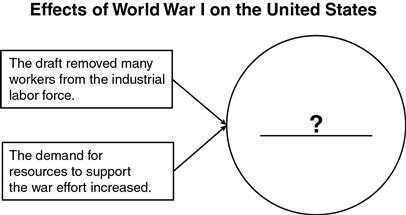 Effects of World War I on the United States
The draft removed many
workers from the industrial
labor force.
?
The demand for
resources to support
the war effort increased.